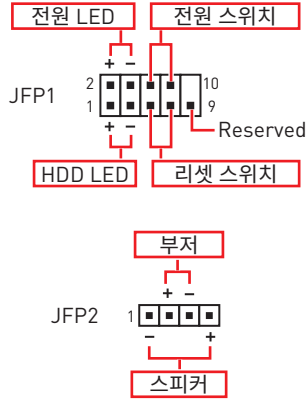 전원 LED
전원 스위치
+ −
2
10
JFP1
1
9
+ −
Reserved
HDD LED
리셋 스위치
부저
+ −
JFP2
1
− +
스피커